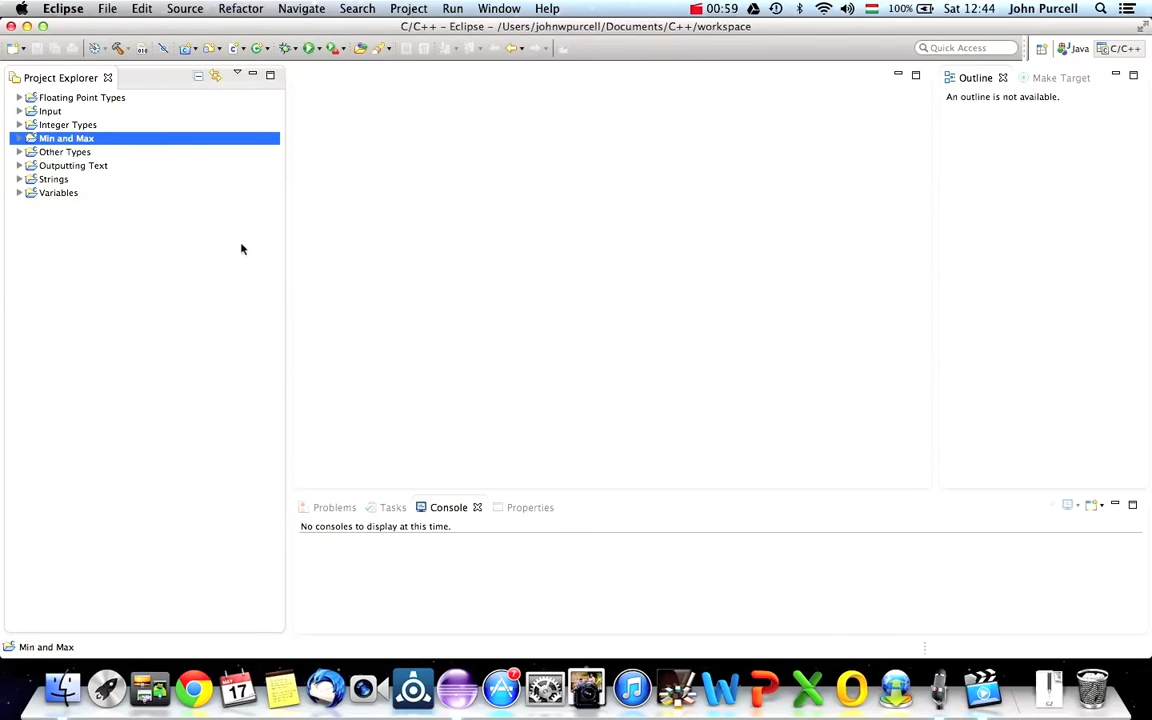 Eclipse File Edit Source Refactor Navigate Search Project Run Window Help 00:59 100% Sat 12:44 John Purcell
C/C++ - Eclipse - /Users/johnwpurcell/Documents/C++/workspace
Quick Access Java C/C++
Project Explorer
Floating Point Types
Input
Integer Types
Min and Max
Other Types
Outputting Text
Strings
Variables
Outline Make Target
An outline is not available.
Problems Tasks Console Properties
No consoles to display at this time.
Min and Max
MAY
17
7